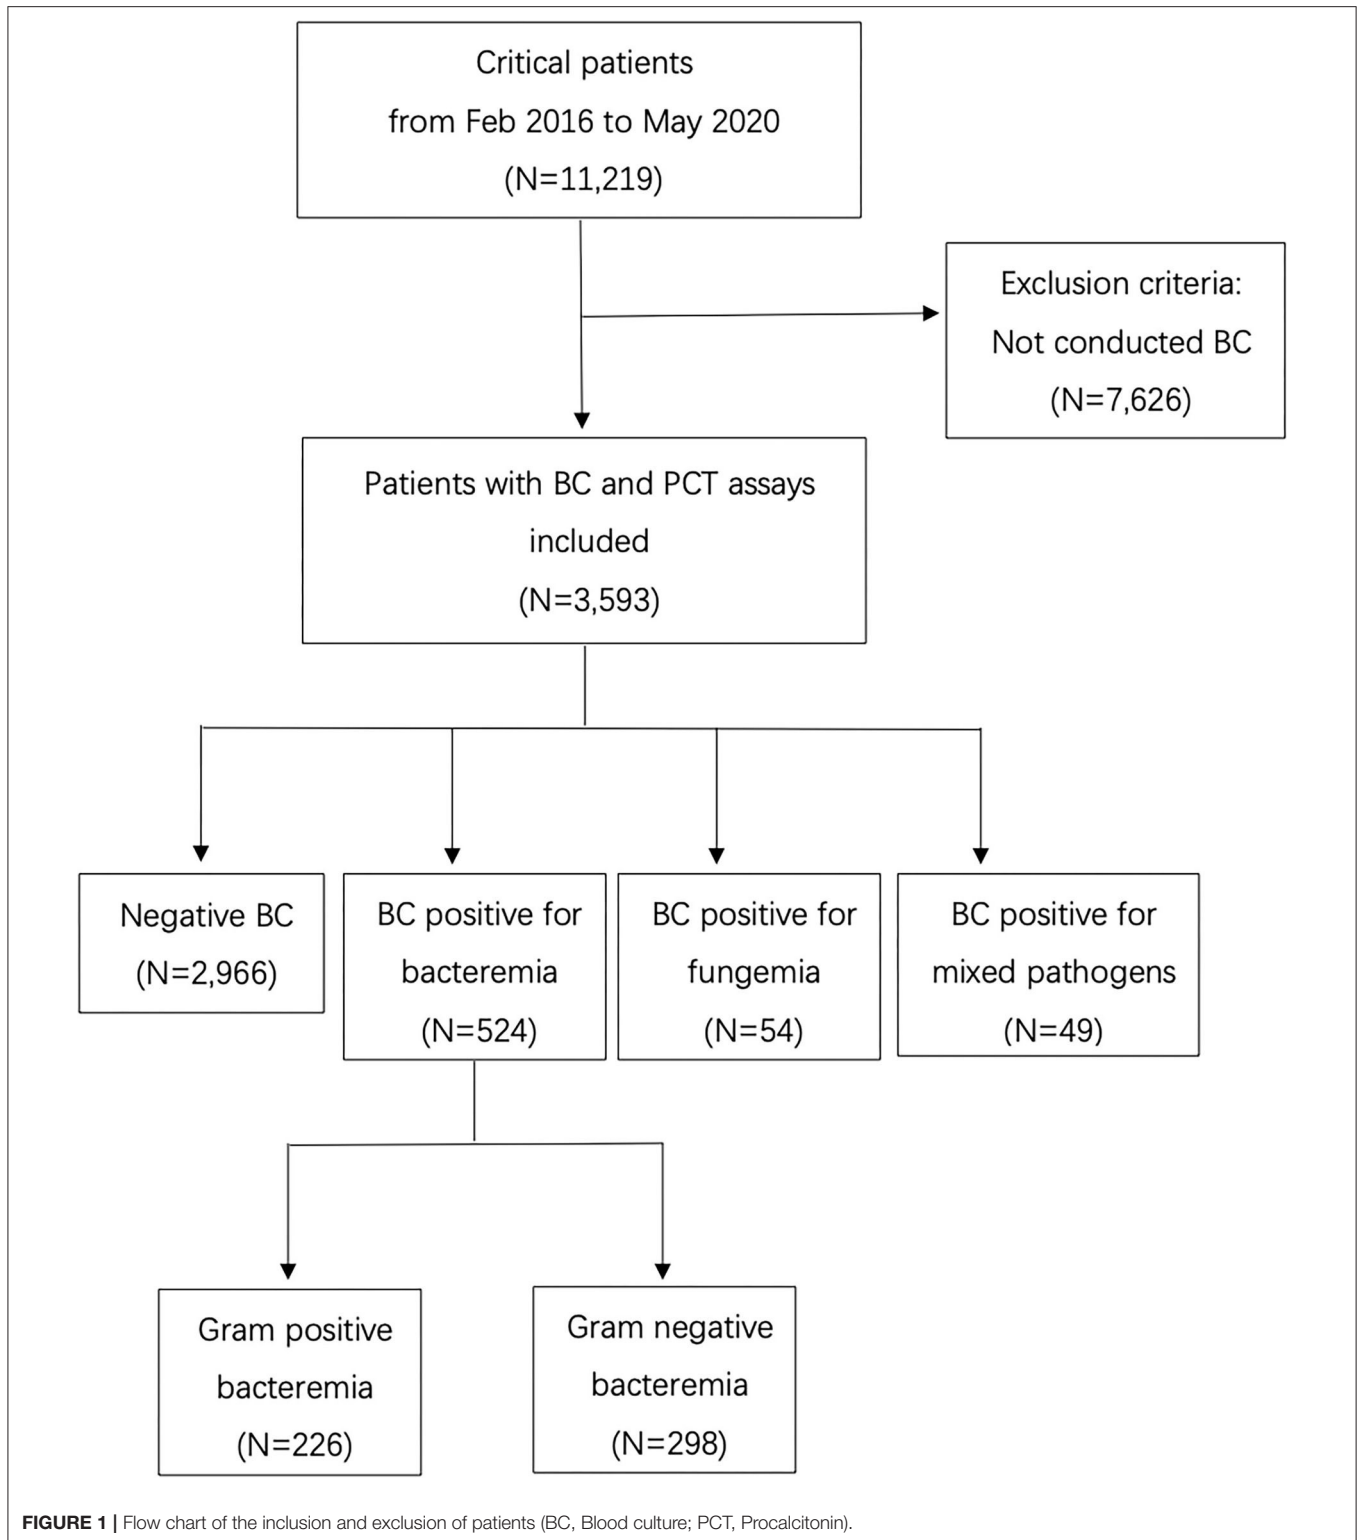 Critical patients
from Feb 2016 to May 2020
(N=11,219)
Exclusion criteria:
Not conducted BC
(N=7,626)
Patients with BC and PCT assays
included
(N=3,593)
Negative BC
(N=2,966)
BC positive for
bacteremia
(N=524)
BC positive for
fungemia
(N=54)
BC positive for
mixed pathogens
(N=49)
Gram positive
bacteremia
(N=226)
Gram negative
bacteremia
(N=298)
FIGURE 1 | Flow chart of the inclusion and exclusion of patients (BC, Blood culture; PCT, Procalcitonin).